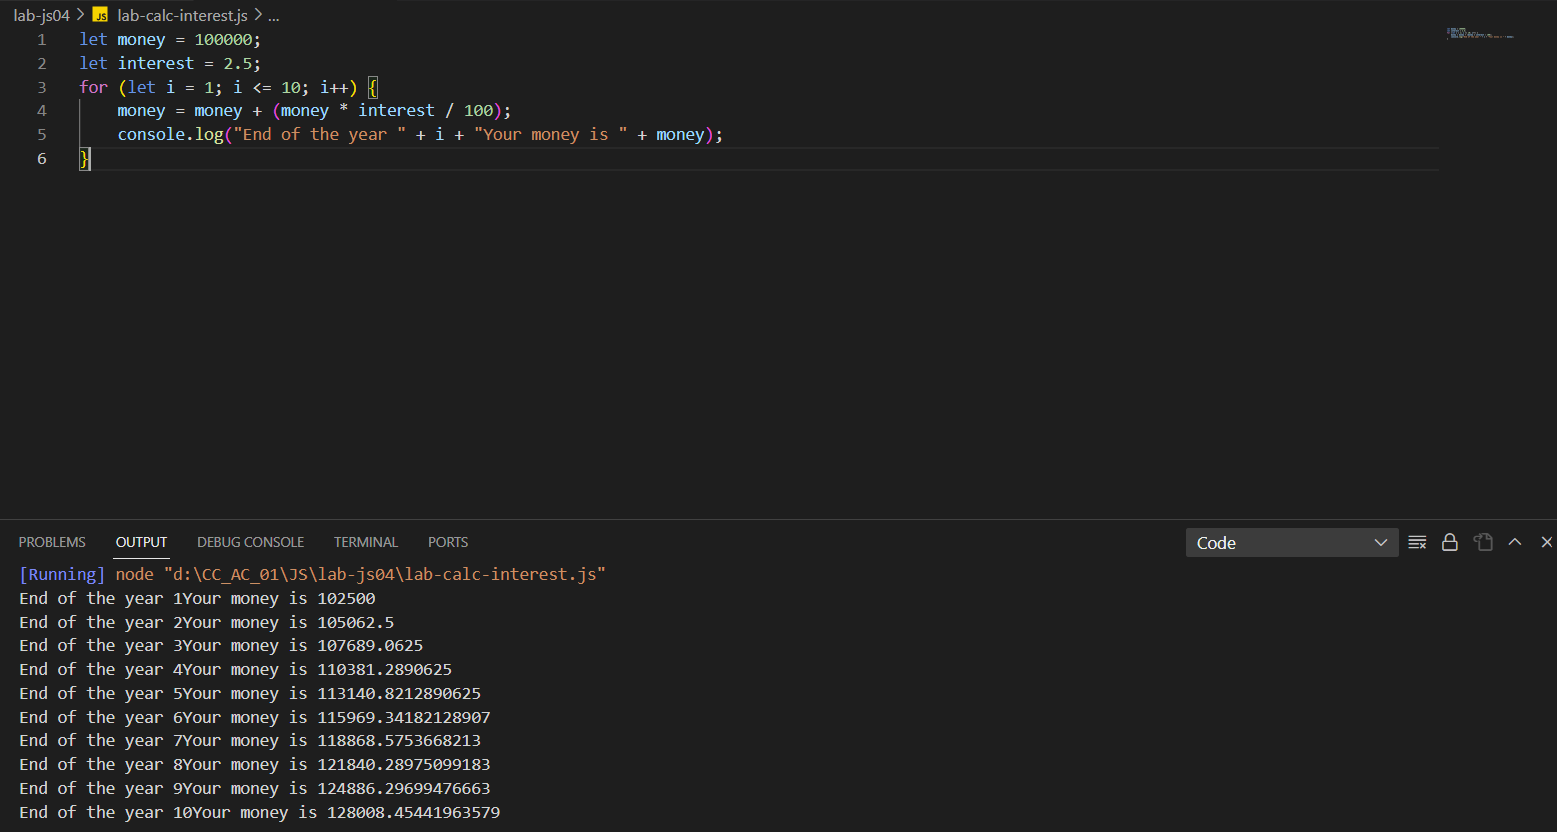 lab-js04 > JS lab-calc-interest.js > ...
1 let money = 100000;
2 let interest = 2.5;
3 for (let i = 1; i <= 10; i++) {
4     money = money + (money * interest / 100);
5     console.log("End of the year " + i + "Your money is " + money);
6 }
PROBLEMS OUTPUT DEBUG CONSOLE TERMINAL PORTS Code
[Running] node "d:\CC_AC_01\JS\lab-js04\lab-calc-interest.js"
End of the year 1Your money is 102500
End of the year 2Your money is 105062.5
End of the year 3Your money is 107689.0625
End of the year 4Your money is 110381.2890625
End of the year 5Your money is 113140.8212890625
End of the year 6Your money is 115969.34182128907
End of the year 7Your money is 118868.5753668213
End of the year 8Your money is 121840.28975099183
End of the year 9Your money is 124886.29699476663
End of the year 10Your money is 128008.45441963579